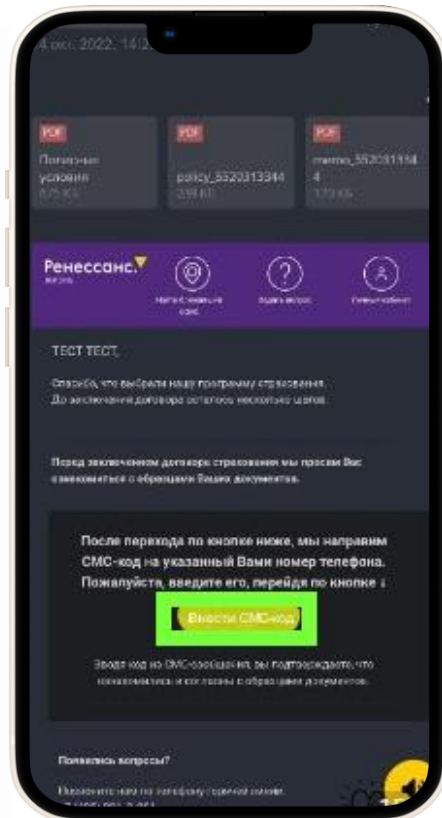 4 окт. 2022, 14:2
PDF
PDF
PDF
Полисные
условия
policy_5520313344
memo_552031334
4
Ренессанс.
жизнь
Задать вопрос
Личный кабинет
ТЕСТ ТЕСТ,
Спасибо, что выбрали нашу программу страхования.
До заключения договора осталось несколько шагов.
Перед заключением договора страхования мы просим Вас
ознакомиться с образцами Ваших документов.
После перехода по кнопке ниже, мы направим
СМС-код на указанный Вами номер телефона.
Пожалуйста, введите его, перейдя по кнопке ↓
Ввести СМС-код
Вводя код из СМС-сообщения, вы подтверждаете, что
ознакомились и согласны с образцами документов.
Появились вопросы?
Позвоните нам по телефону горячей линии.